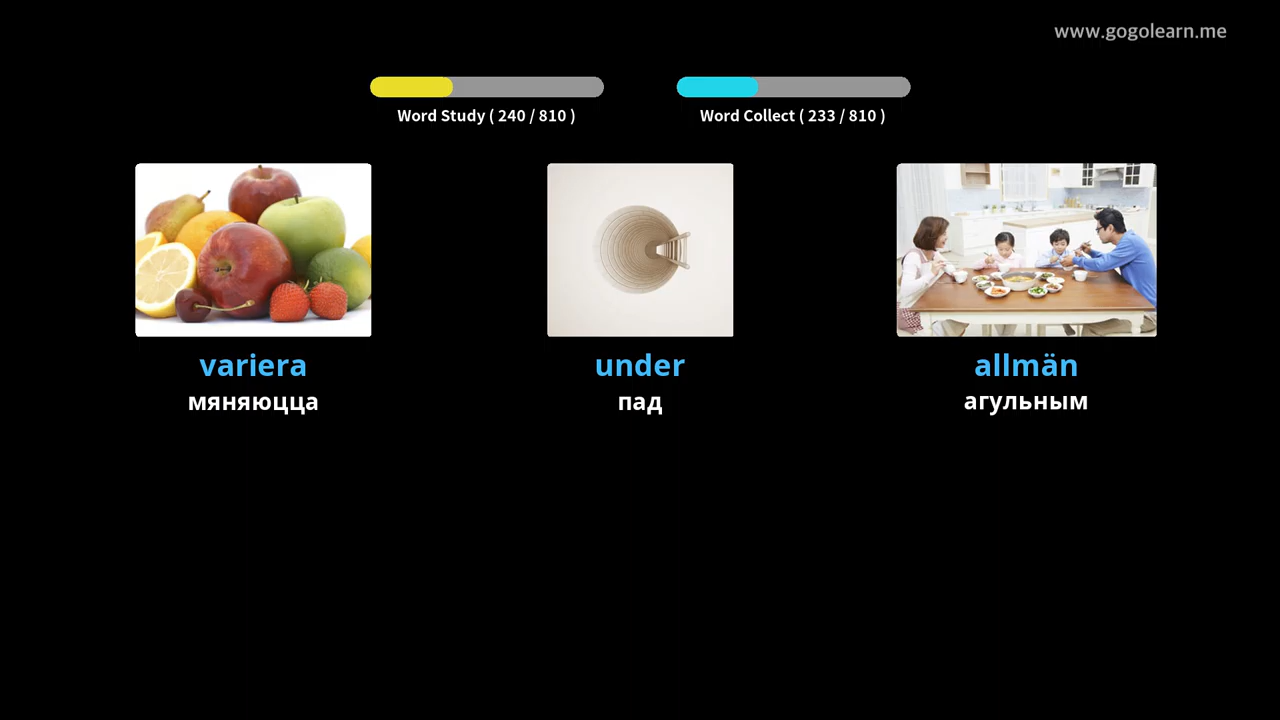 www.gogolearn.me
Word Study ( 240 / 810 )
Word Collect ( 233 / 810 )
variera
under
allmän
мяняюцца
пад
агульным